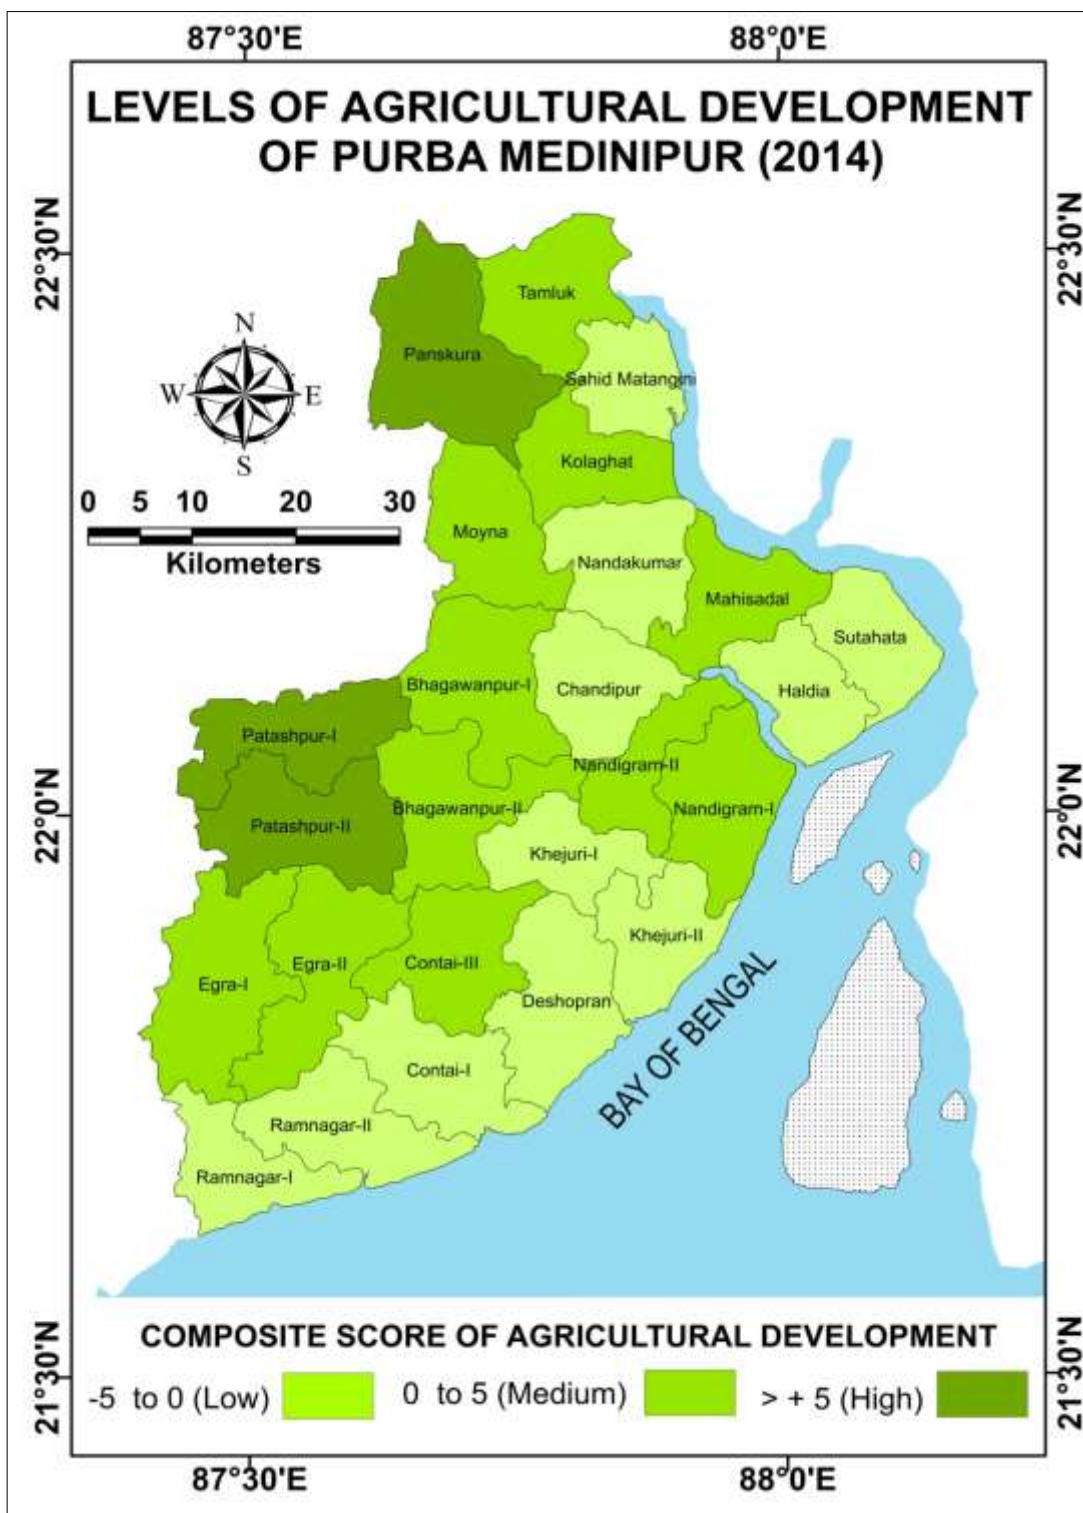 87°30'E 88°0'E
LEVELS OF AGRICULTURAL DEVELOPMENT
OF PURBA MEDINIPUR (2014)
22°30'N 22°30'N
Tamluk
N
Panskura
Sahid Matangini
W E
S
Kolaghat
0 5 10 20 30
Moyna
Kilometers
Nandakumar
Mahisadal
Sutahata
Bhagawanpur-I
Chandipur
Haldia
Patashpur-I
Nandigram-II
22°0'N 22°0'N
Bhagawanpur-II
Nandigram-I
Patashpur-II
Khejuri-I
Khejuri-II
Egra-II
Contai-III
Egra-I
Deshopran
BAY OF BENGAL
Contai-I
Ramnagar-II
Ramnagar-I
COMPOSITE SCORE OF AGRICULTURAL DEVELOPMENT
-5 to 0 (Low) 0 to 5 (Medium) > + 5 (High)
21°30'N 21°30'N
87°30'E 88°0'E